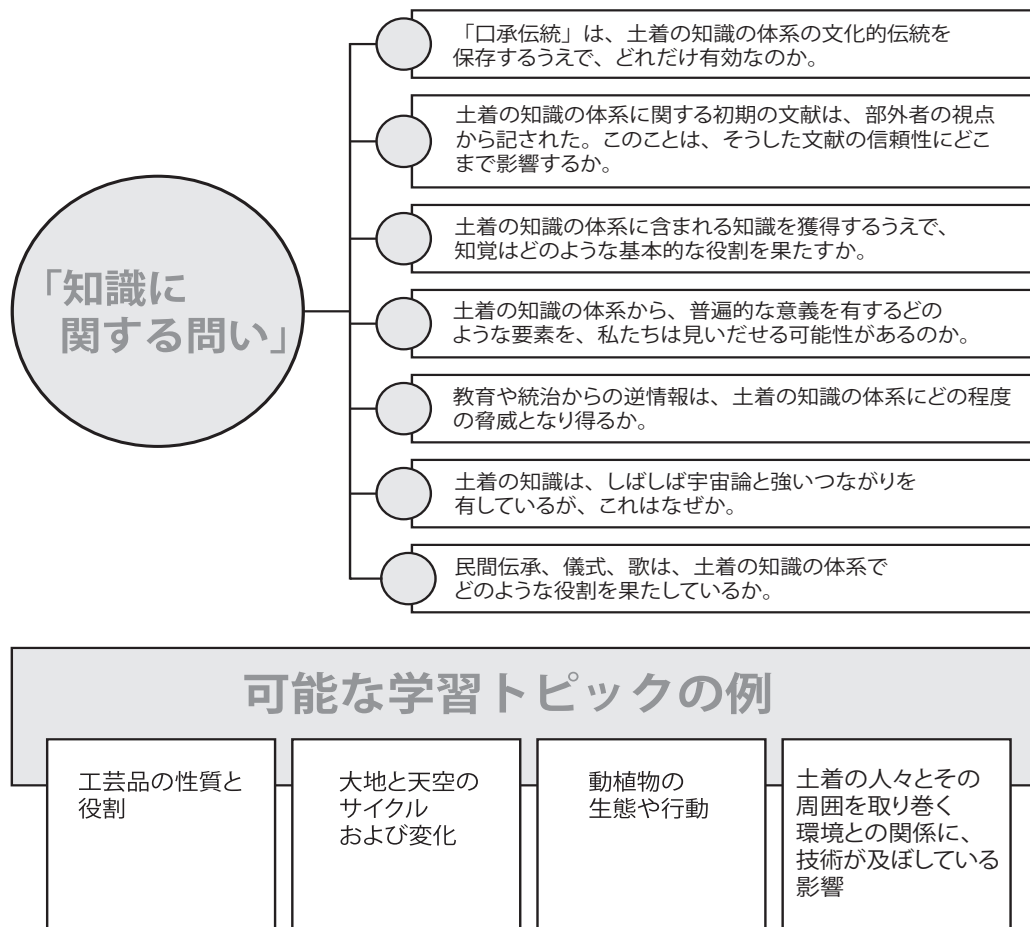 「口承伝統」は、土着の知識の体系の文化的伝統を
保存するうえで、どれだけ有効なのか。
土着の知識の体系に関する初期の文献は、部外者の視点
から記された。このことは、そうした文献の信頼性にどこ
まで影響するか。
土着の知識の体系に含まれる知識を獲得するうえで、
知覚はどのような基本的な役割を果たすか。
「知識に
関する問い」
土着の知識の体系から、普遍的な意義を有するどの
ような要素を、私たちは見いだせる可能性があるのか。
教育や統治からの逆情報は、土着の知識の体系にどの程度
の脅威となり得るか。
土着の知識は、しばしば宇宙論と強いつながりを
有しているが、これはなぜか。
民間伝承、儀式、歌は、土着の知識の体系で
どのような役割を果たしているか。
可能な学習トピックの例
工芸品の性質と
役割
大地と天空の
サイクル
および変化
動植物の
生態や行動
土着の人々とその
周囲を取り巻く
環境との関係に、
技術が及ぼしている
影響